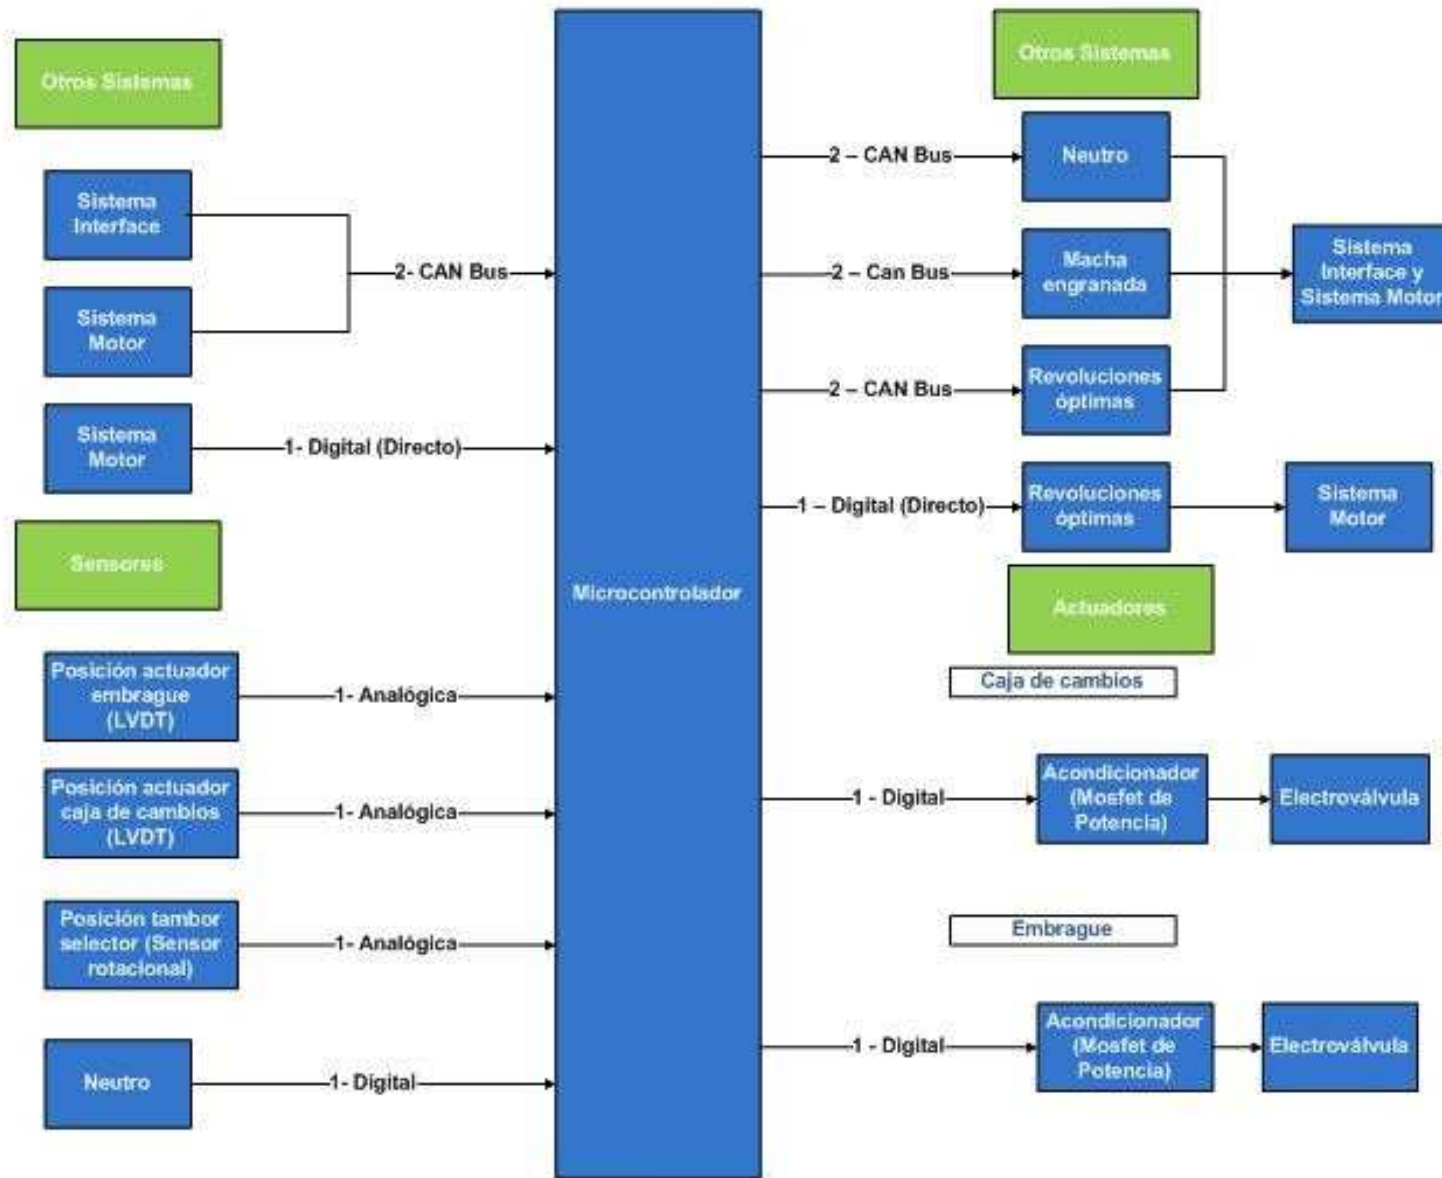 Otros Sistemas
Sistema
Interface
Sistema
Motor
2- CAN Bus
Sistema
Motor
1- Digital (Directo)
Sensores
Posición actuador
embrague
(LVDT)
1- Analógica
Posición actuador
caja de cambios
(LVDT)
1- Analógica
Posición tambor
selector (Sensor
rotacional)
1- Analógica
Neutro
1- Digital
Microcontrolador
Otros Sistemas
2 – CAN Bus
Neutro
2 – Can Bus
Macha
engranada
Sistema
Interface y
Sistema Motor
2 – CAN Bus
Revoluciones
óptimas
1 – Digital (Directo)
Revoluciones
óptimas
Sistema
Motor
Actuadores
Caja de cambios
1 - Digital
Acondicionador
(Mosfet de
Potencia)
Electroválvula
Embrague
1 - Digital
Acondicionador
(Mosfet de
Potencia)
Electroválvula